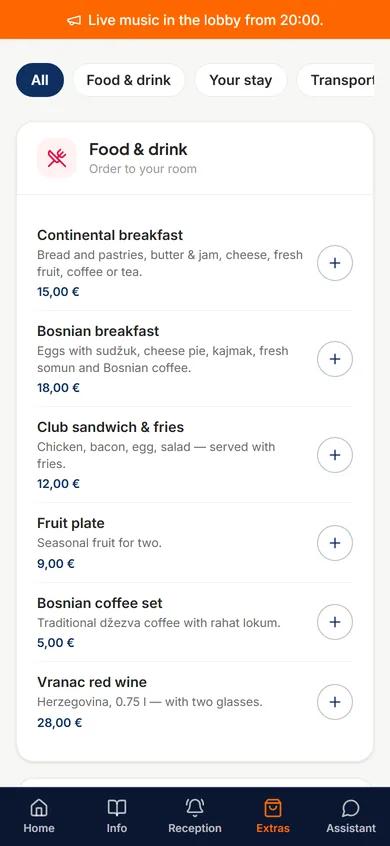 Live music in the lobby from 20:00.
All
Food & drink
Your stay
Transport
Food & drink
Order to your room
Continental breakfast
Bread and pastries, butter & jam, cheese, fresh
fruit, coffee or tea.
15,00 €
Bosnian breakfast
Eggs with sudžuk, cheese pie, kajmak, fresh
somun and Bosnian coffee.
18,00 €
Club sandwich & fries
Chicken, bacon, egg, salad — served with
fries.
12,00 €
Fruit plate
Seasonal fruit for two.
9,00 €
Bosnian coffee set
Traditional džezva coffee with rahat lokum.
5,00 €
Vranac red wine
Herzegovina, 0.75 l — with two glasses.
28,00 €
Home
Info
Reception
Extras
Assistant